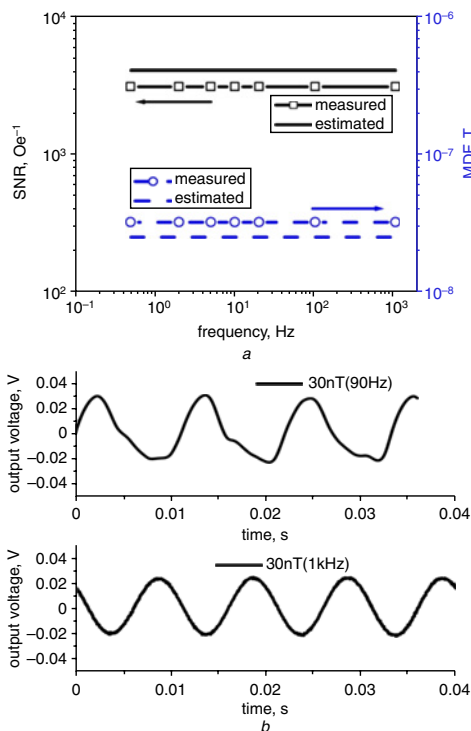 10⁴
10⁻⁶
SNR, Oe⁻¹
measured
estimated
10³
10⁻⁷
MDF T
measured
estimated
10²
10⁻⁸
10⁻¹ 10⁰ 10¹ 10² 10³
frequency, Hz
a
output voltage, V
0.04
0.02
0
−0.02
−0.04
30nT(90Hz)
0 0.01 0.02 0.03 0.04
time, s
output voltage, V
0.04
0.02
0
−0.02
−0.04
30nT(1kHz)
0 0.01 0.02 0.03 0.04
time, s
b